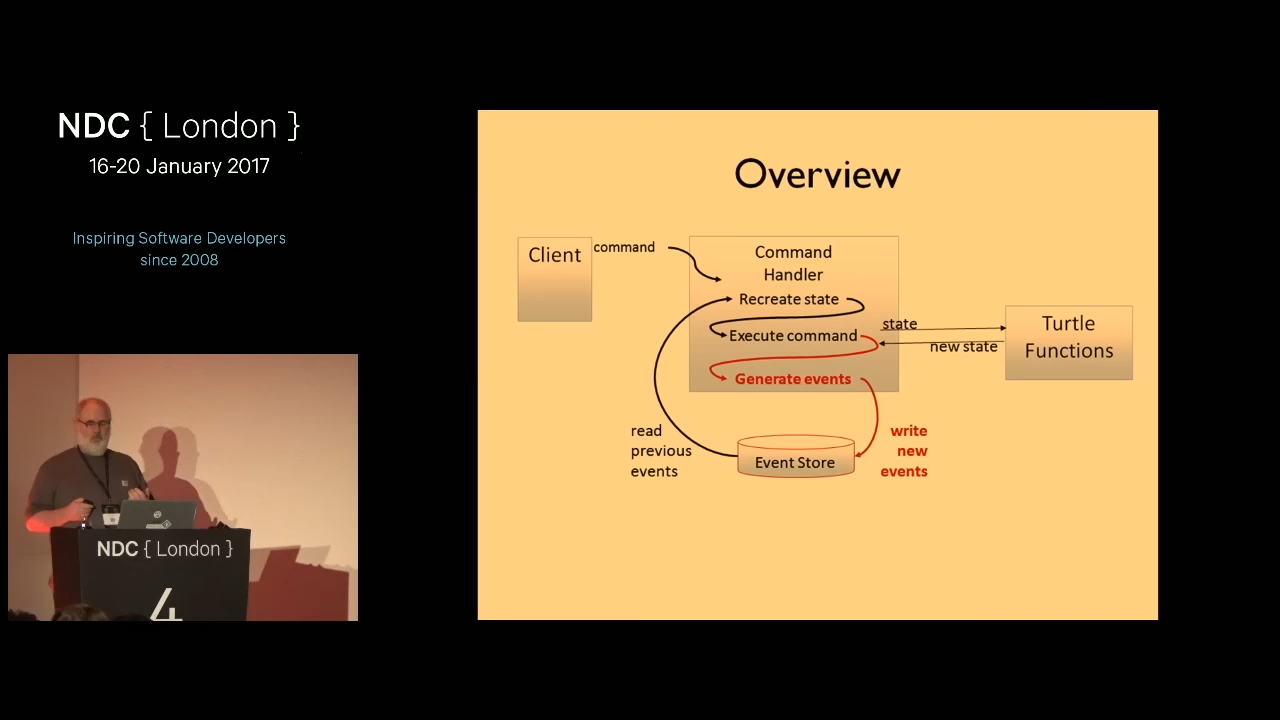 NDC { London }
16-20 January 2017
Inspiring Software Developers
since 2008
NDC { London }
4
Overview
Client
command
Command
Handler
Recreate state
Execute command
Generate events
state
new state
Turtle
Functions
read
previous
events
Event Store
write
new
events